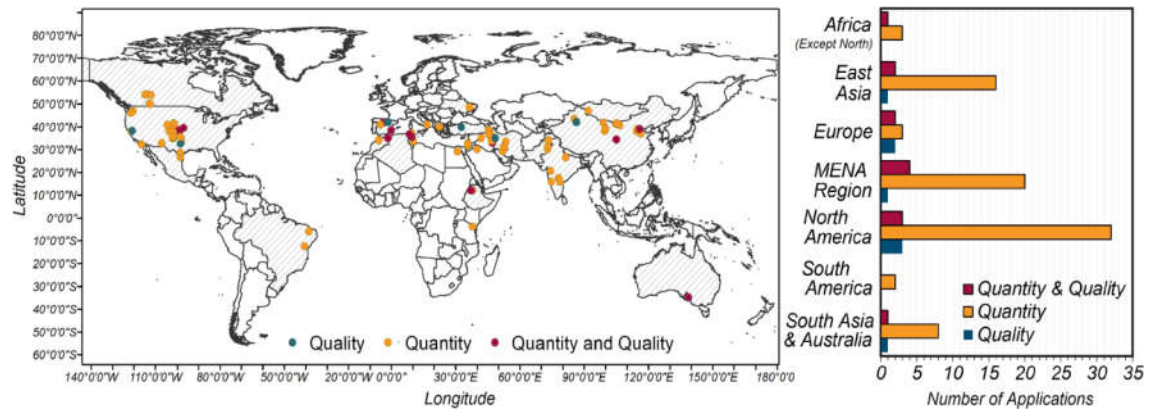 80°0'0"N
70°0'0"N
60°0'0"N
50°0'0"N
40°0'0"N
30°0'0"N
20°0'0"N
10°0'0"N
0°0'0"
10°0'0"S
20°0'0"S
30°0'0"S
40°0'0"S
50°0'0"S
60°0'0"S
Latitude
Quality Quantity Quantity and Quality
140°0'0"W 110°0'0"W 80°0'0"W 40°0'0"W 20°0'0"W 0°0'0" 30°0'0"E 60°0'0"E 90°0'0"E 120°0'0"E 150°0'0"E 180°0'0
Longitude
Africa
(Except North)
East
Asia
Europe
MENA
Region
North
America
South
America
South Asia
& Australia
Quantity & Quality
Quantity
Quality
0 5 10 15 20 25 30 35
Number of Applications